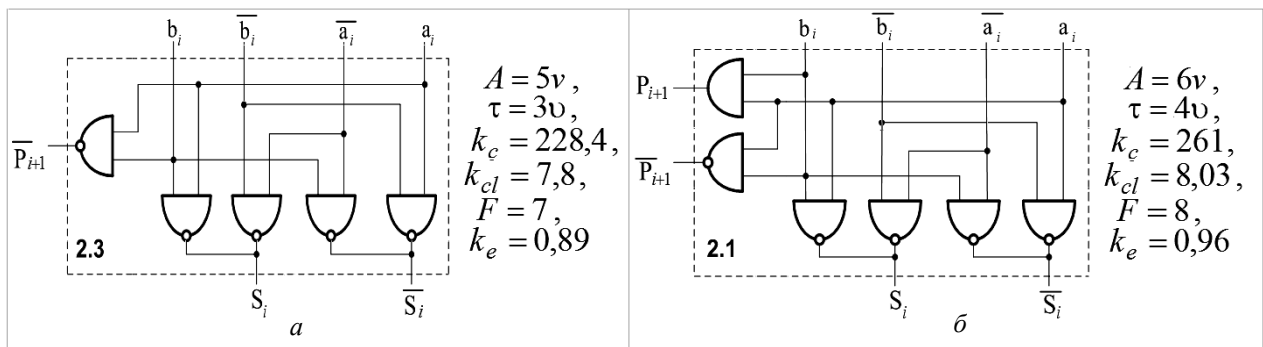 b_i b̅_i a̅_i a_i
P̅_{i+1}
2.3
S_i S̅_i
A = 5v ,
τ = 3υ,
k_c = 228,4 ,
k_cl = 7,8 ,
F = 7 ,
k_e = 0,89
а
b_i b̅_i a̅_i a_i
P_{i+1}
P̅_{i+1}
2.1
S_i S̅_i
A = 6v ,
τ = 4υ,
k_c = 261,
k_cl = 8,03 ,
F = 8 ,
k_e = 0,96
б